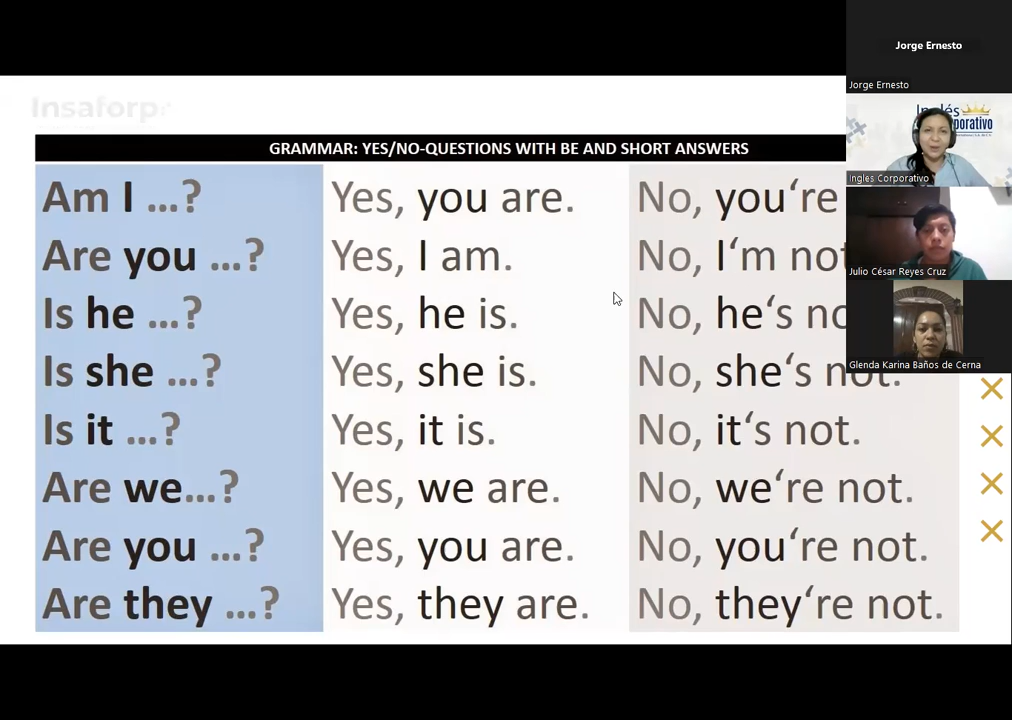 Jorge Ernesto
Jorge Ernesto
Insaforp
GRAMMAR: YES/NO-QUESTIONS WITH BE AND SHORT ANSWERS
Inglés
Ingles Corporativo
Am I ...? Yes, you are. No, you‘re
Are you ...? Yes, I am. No, I‘m not
Julio César Reyes Cruz
Is he ...? Yes, he is. No, he‘s no
Glenda Karina Baños de Cerna
Is she ...? Yes, she is. No, she‘s not.
Is it ...? Yes, it is. No, it‘s not.
Are we...? Yes, we are. No, we‘re not.
Are you ...? Yes, you are. No, you‘re not.
Are they ...? Yes, they are. No, they‘re not.